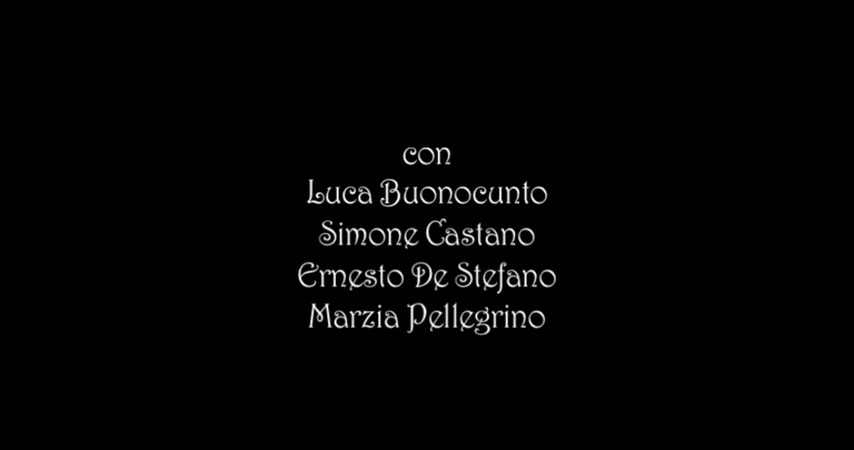 con
Luca Buonocunto
Simone Castano
Ernesto De Stefano
Marzia Pellegrino